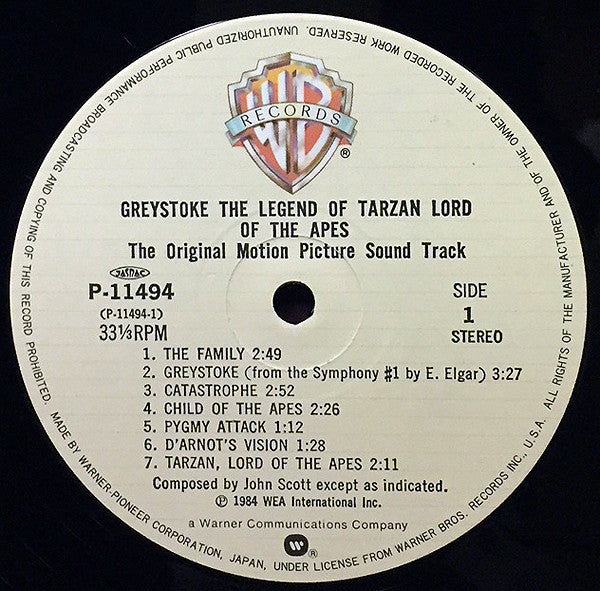 WB
RECORDS
®
GREYSTOKE THE LEGEND OF TARZAN LORD
OF THE APES
The Original Motion Picture Sound Track
JASRAC
P-11494
(P-11494-1)
33⅓RPM
SIDE
1
STEREO
1. THE FAMILY 2:49
2. GREYSTOKE (from the Symphony #1 by E. Elgar) 3:27
3. CATASTROPHE 2:52
4. CHILD OF THE APES 2:26
5. PYGMY ATTACK 1:12
6. D'ARNOT'S VISION 1:28
7. TARZAN, LORD OF THE APES 2:11
Composed by John Scott except as indicated.
Ⓟ 1984 WEA International Inc.
a Warner Communications Company
W ®
MADE BY WARNER-PIONEER CORPORATION, JAPAN, UNDER LICENSE FROM WARNER BROS. RECORDS INC., U.S.A. ALL RIGHTS OF THE MANUFACTURER AND OF THE OWNER OF THE RECORDED WORK RESERVED. UNAUTHORIZED PUBLIC PERFORMANCE BROADCASTING AND COPYING OF THIS RECORD PROHIBITED.